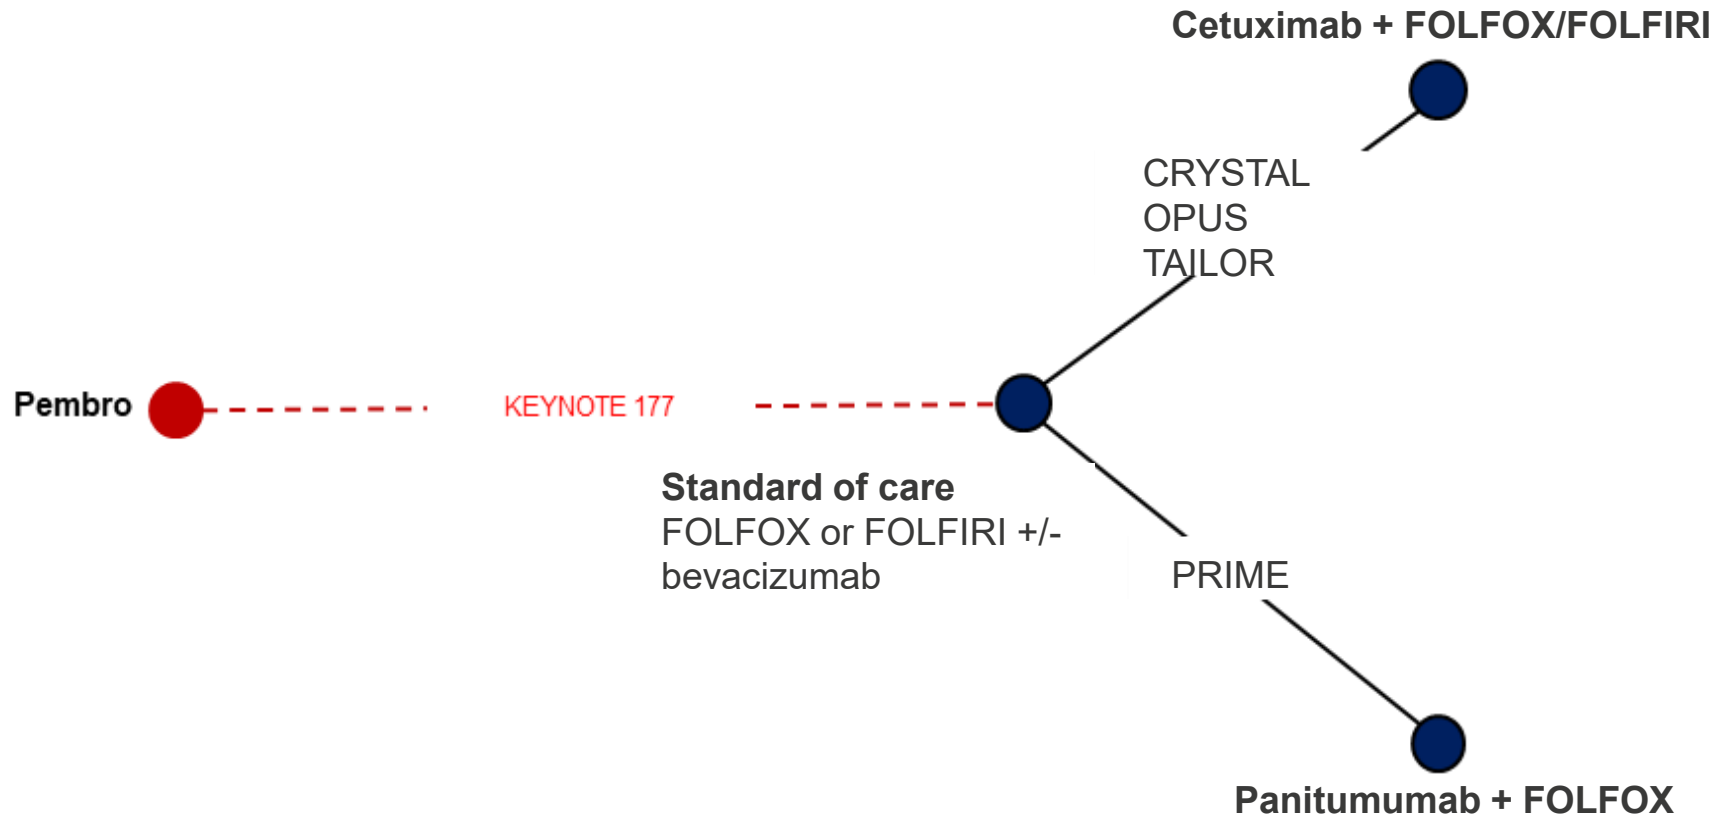 Cetuximab + FOLFOX/FOLFIRI
CRYSTAL
OPUS
TAILOR
Pembro
KEYNOTE 177
Standard of care
FOLFOX or FOLFIRI +/-
bevacizumab
PRIME
Panitumumab + FOLFOX